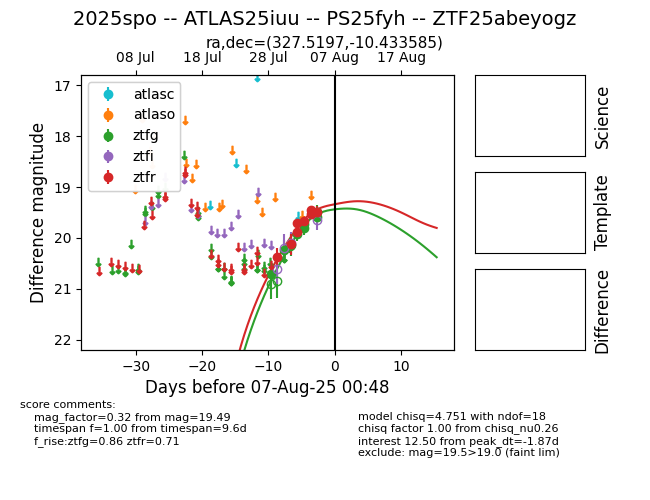 2025spo -- ATLAS25iuu -- PS25fyh -- ZTF25abeyogz
ra,dec=(327.5197,-10.433585)
08 Jul 18 Jul 28 Jul 07 Aug 17 Aug
17
18
19
20
21
22
Difference magnitude
atlasc
atlaso
ztfg
ztfi
ztfr
−30 −20 −10 0 10
Days before 07-Aug-25 00:48
Science
Template
Difference
score comments:
mag_factor=0.32 from mag=19.49
timespan f=1.00 from timespan=9.6d
f_rise:ztfg=0.86 ztfr=0.71
model chisq=4.751 with ndof=18
chisq factor 1.00 from chisq_nu0.26
interest 12.50 from peak_dt=-1.87d
exclude: mag=19.5>19.0 (faint lim)